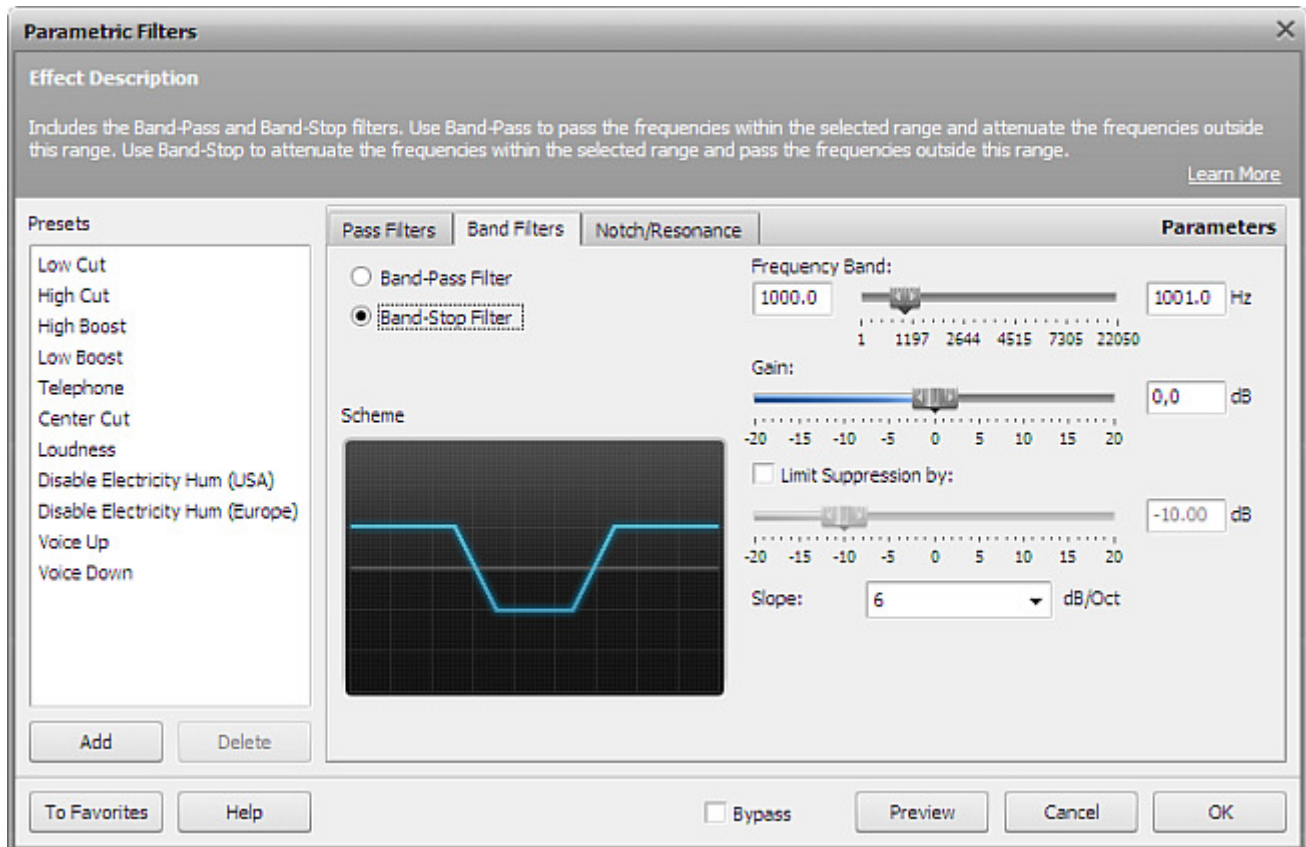 Parametric Filters
Effect Description
Includes the Band-Pass and Band-Stop filters. Use Band-Pass to pass the frequencies within the selected range and attenuate the frequencies outside
this range. Use Band-Stop to attenuate the frequencies within the selected range and pass the frequencies outside this range.
Learn More
Presets
Low Cut
High Cut
High Boost
Low Boost
Telephone
Center Cut
Loudness
Disable Electricity Hum (USA)
Disable Electricity Hum (Europe)
Voice Up
Voice Down
Add Delete
Pass Filters Band Filters Notch/Resonance Parameters
Band-Pass Filter
Band-Stop Filter
Scheme
Frequency Band:
1000.0 1001.0 Hz
1 1197 2644 4515 7305 22050
Gain:
0,0 dB
-20 -15 -10 -5 0 5 10 15 20
Limit Suppression by:
-10.00 dB
-20 -15 -10 -5 0 5 10 15 20
Slope: 6 dB/Oct
To Favorites Help Bypass Preview Cancel OK